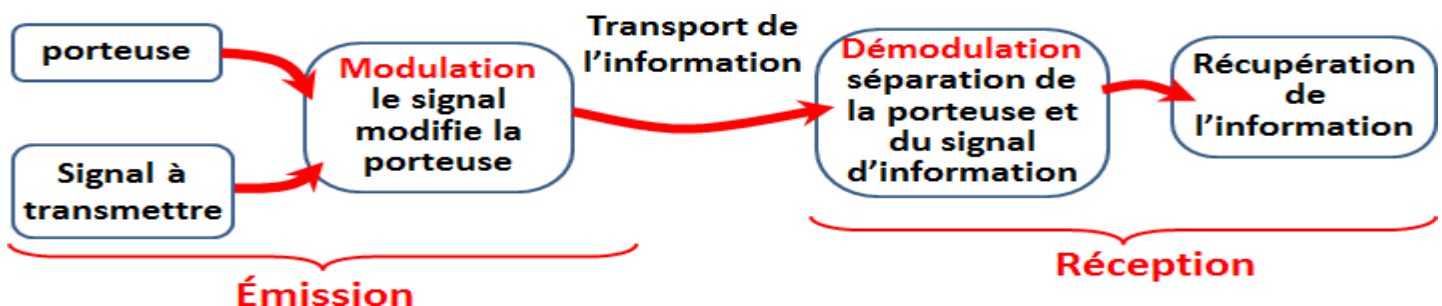 porteuse
Signal à
transmettre
Modulation
le signal
modifie la
porteuse
Transport de
l’information
Démodulation
séparation de
la porteuse et
du signal
d’information
Récupération
de
l’information
Émission
Réception